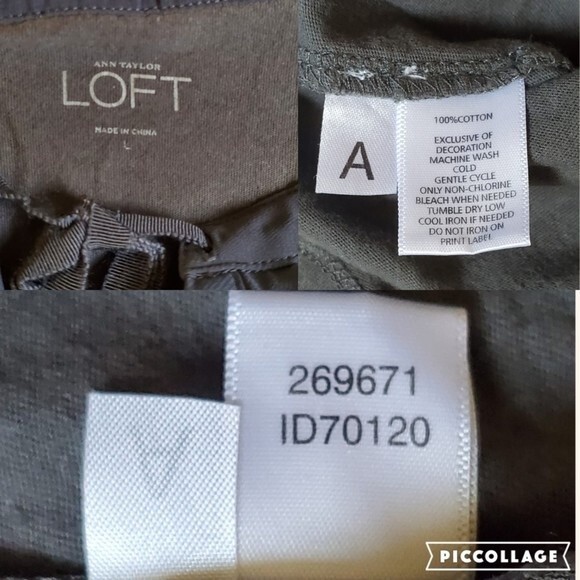 ANN TAYLOR
LOFT
MADE IN CHINA
L
A
100%COTTON
EXCLUSIVE OF
DECORATION
MACHINE WASH
COLD
GENTLE CYCLE
ONLY NON-CHLORINE
BLEACH WHEN NEEDED
TUMBLE DRY LOW
COOL IRON IF NEEDED
DO NOT IRON ON
PRINT LABEL
269671
ID70120
A
PICCOLLAGE